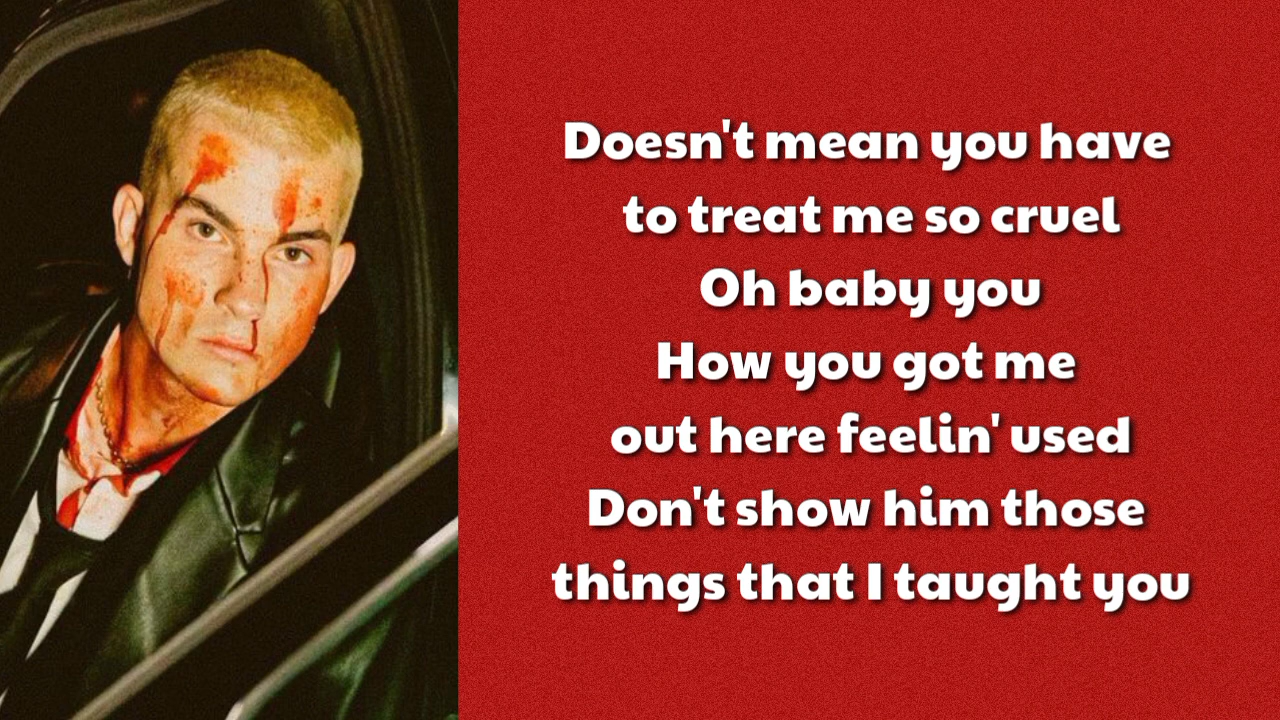 Doesn't mean you have
to treat me so cruel
Oh baby you
How you got me
out here feelin' used
Don't show him those
things that I taught you